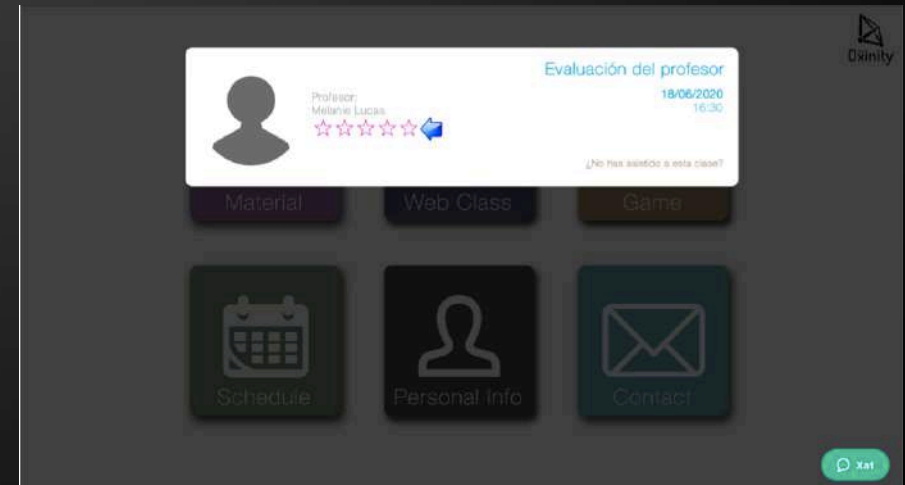 Oxinity
Evaluación del profesor
18/06/2020
16:30
Profesor:
Melanie Lucas
¿No has asistido a esta clase?
Material
Web Class
Game
Schedule
Personal Info
Contact
Xat